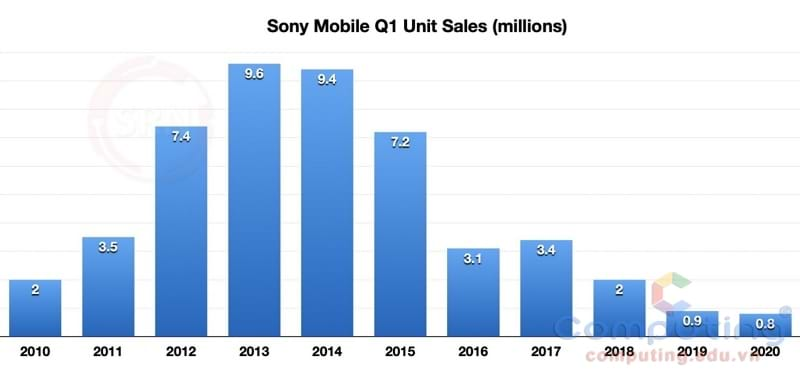 Sony Mobile Q1 Unit Sales (millions)
SRN
2
3.5
7.4
9.6
9.4
7.2
3.1
3.4
2
0.9
0.8
2010 2011 2012 2013 2014 2015 2016 2017 2018 2019 2020
Computing
computing.edu.vn